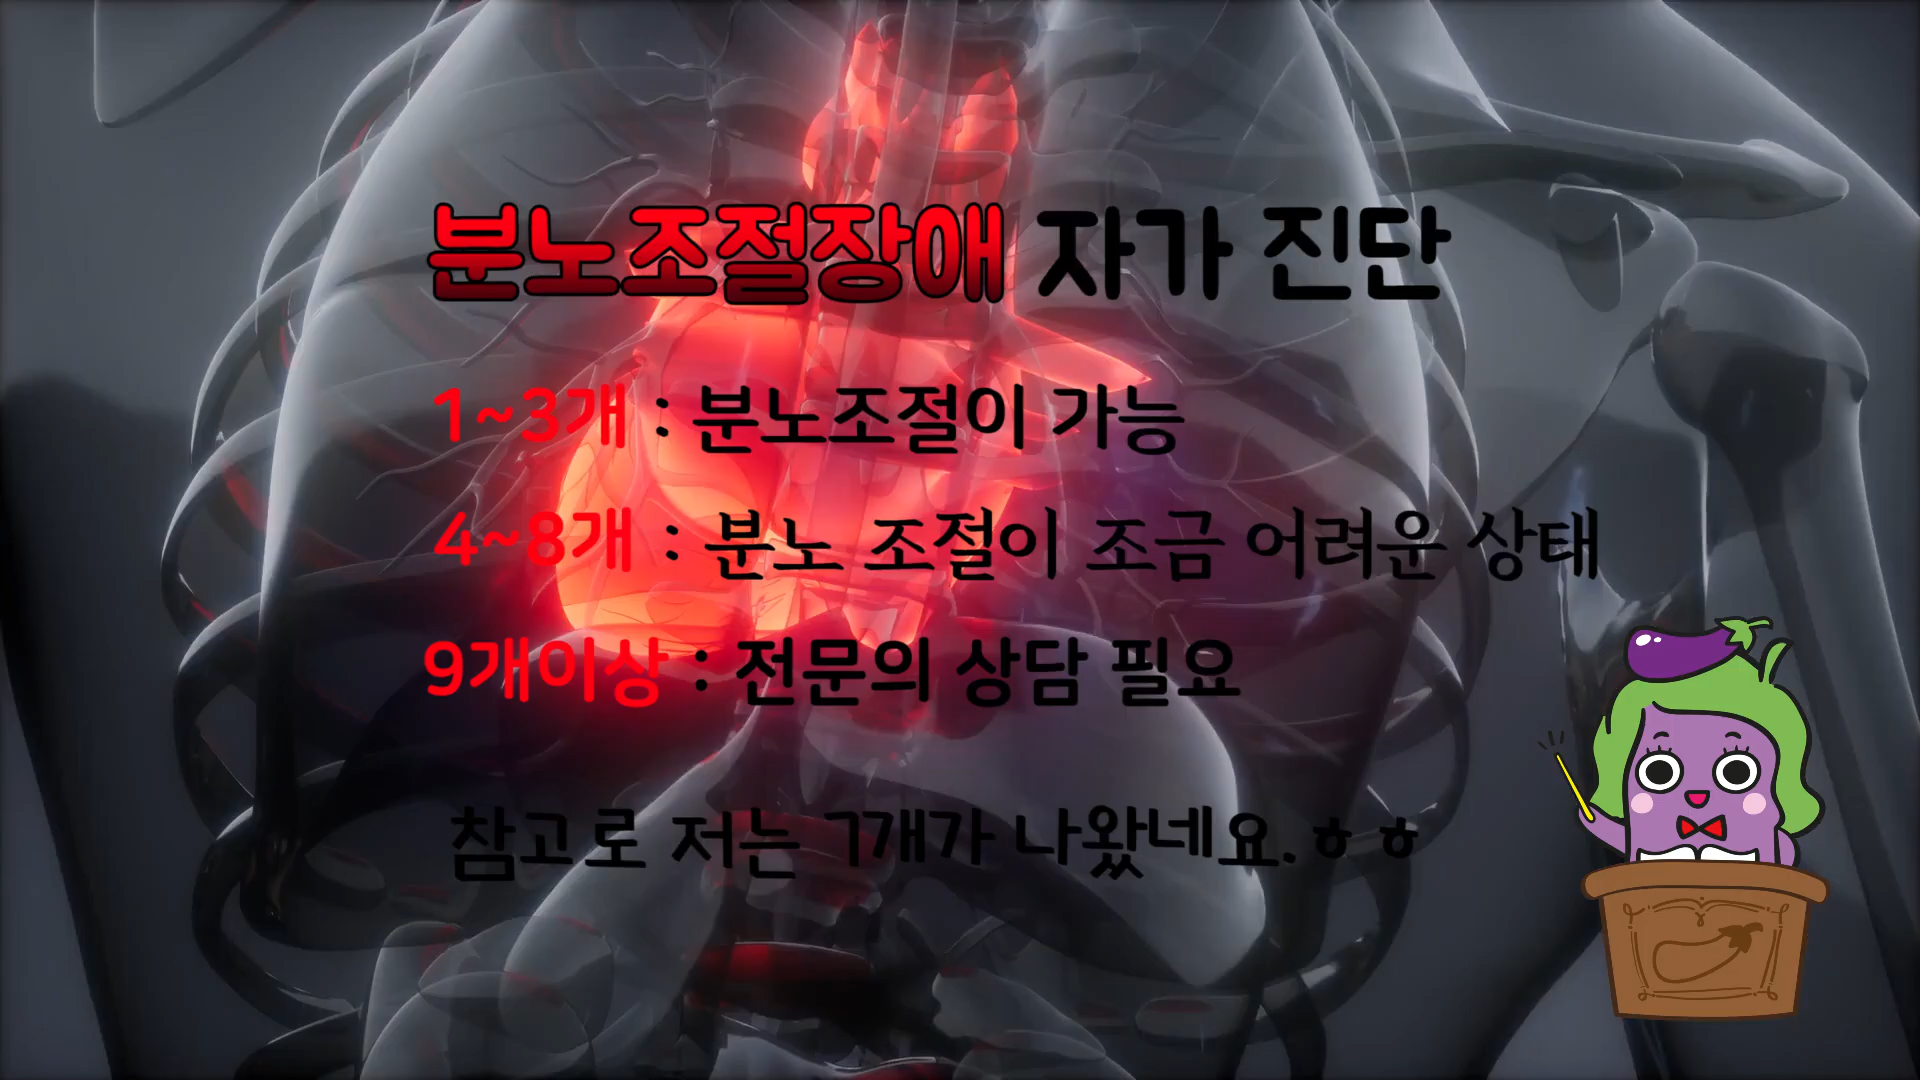 분노조절장애 자가 진단
1~3개 : 분노조절이 가능
4~8개 : 분노 조절이 조금 어려운 상태
9개이상 : 전문의 상담 필요
참고로 저는 7개가 나왔네요.ㅎㅎ